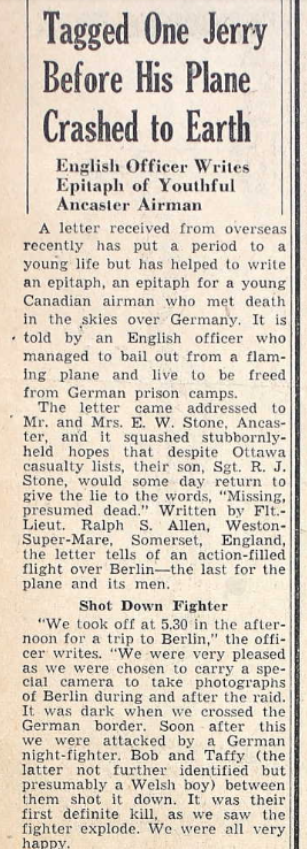 Tagged One Jerry
Before His Plane
Crashed to Earth
English Officer Writes
Epitaph of Youthful
Ancaster Airman
A letter received from overseas
recently has put a period to a
young life but has helped to write
an epitaph, an epitaph for a young
Canadian airman who met death
in the skies over Germany. It is
told by an English officer who
managed to bail out from a flam-
ing plane and live to be freed
from German prison camps.
The letter came addressed to
Mr. and Mrs. E. W. Stone, Ancas-
ter, and it squashed stubbornly-
held hopes that despite Ottawa
casualty lists, their son, Sgt. R. J.
Stone, would some day return to
give the lie to the words, "Missing,
presumed dead." Written by Flt.-
Lieut. Ralph S. Allen, Weston-
Super-Mare, Somerset, England,
the letter tells of an action-filled
flight over Berlin—the last for the
plane and its men.
Shot Down Fighter
"We took off at 5.30 in the after-
noon for a trip to Berlin," the offi-
cer writes. "We were very pleased
as we were chosen to carry a spe-
cial camera to take photographs
of Berlin during and after the raid.
It was dark when we crossed the
German border. Soon after this
we were attacked by a German
night-fighter. Bob and Taffy (the
latter not further identified but
presumably a Welsh boy) between
them shot it down. It was their
first definite kill, as we saw the
fighter explode. We were all very
happy.